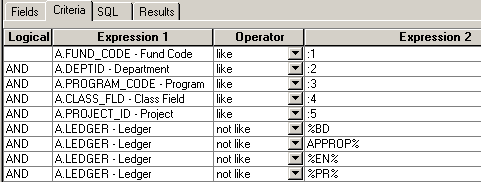 Fields Criteria SQL Results
Logical Expression 1 Operator Expression 2
A.FUND_CODE - Fund Code like :1
AND A.DEPTID - Department like :2
AND A.PROGRAM_CODE - Program like :3
AND A.CLASS_FLD - Class Field like :4
AND A.PROJECT_ID - Project like :5
AND A.LEDGER - Ledger not like %BD
AND A.LEDGER - Ledger not like APPROP%
AND A.LEDGER - Ledger not like %EN%
AND A.LEDGER - Ledger not like %PR%